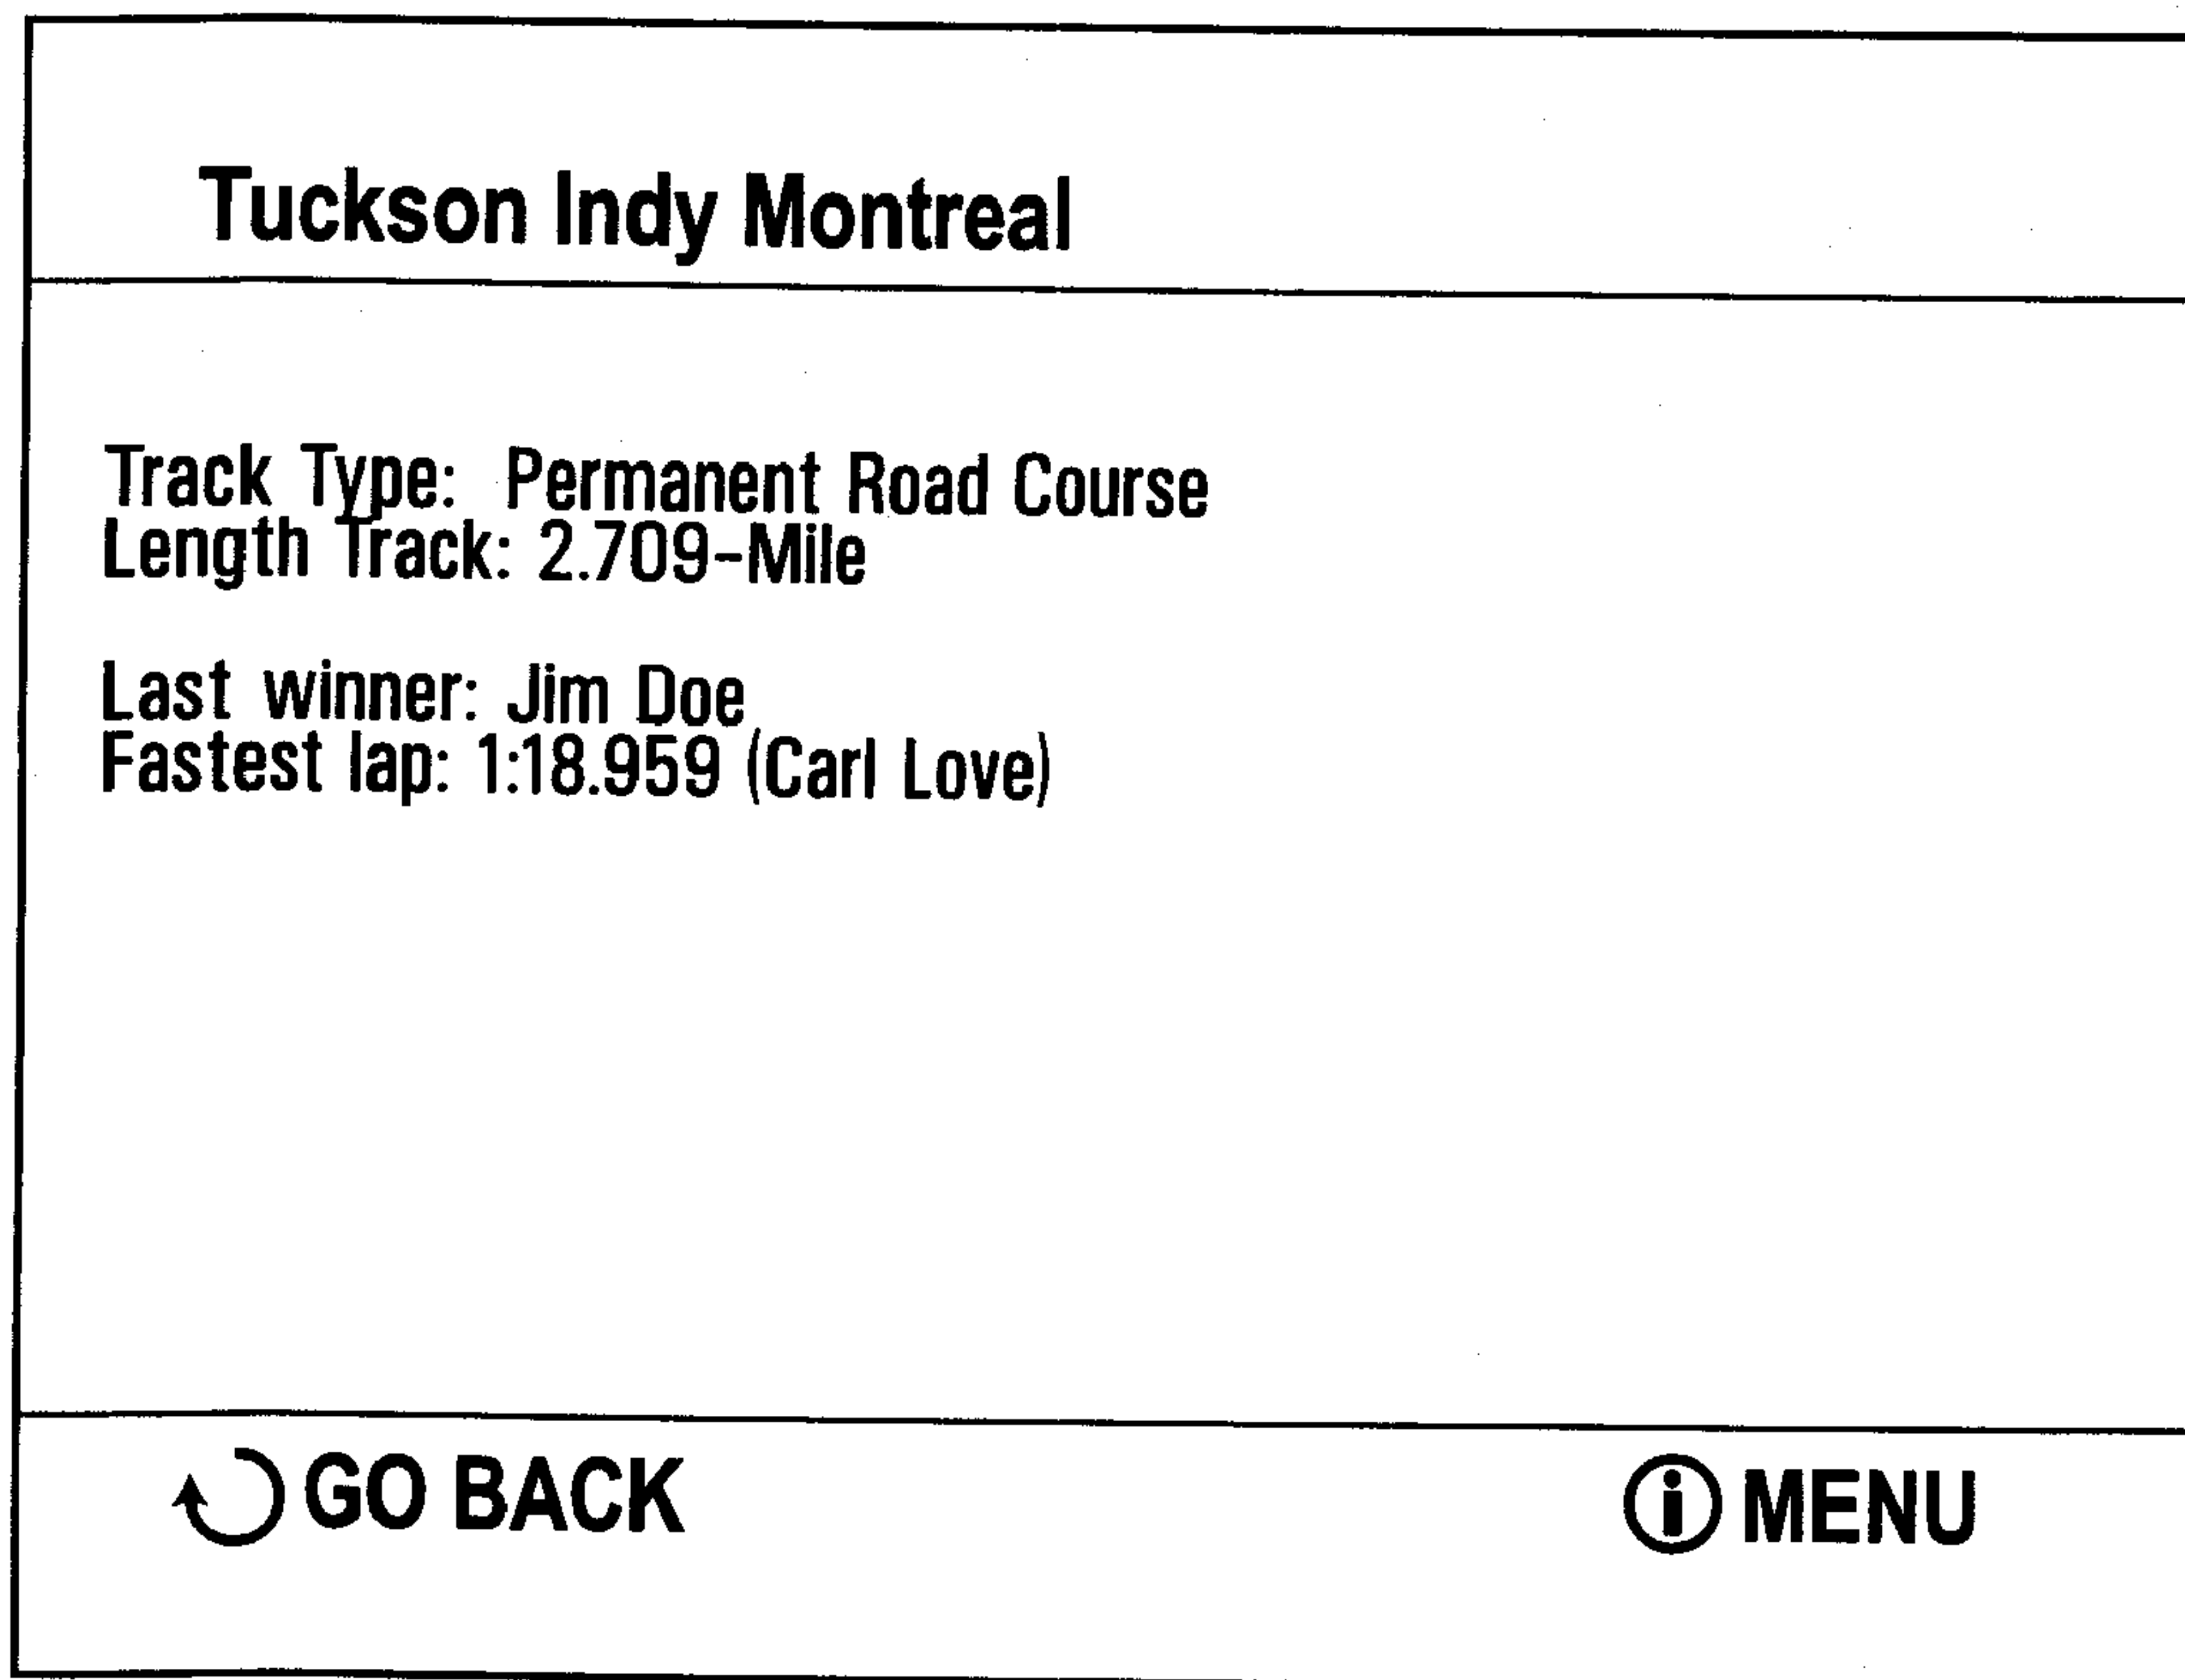 Tuckson Indy Montreal
Track Type: Permanent Road Course
Length Track: 2.709-Mile
Last winner: Jim Doe
Fastest lap: 1:18.959 (Carl Love)
GO BACK
MENU